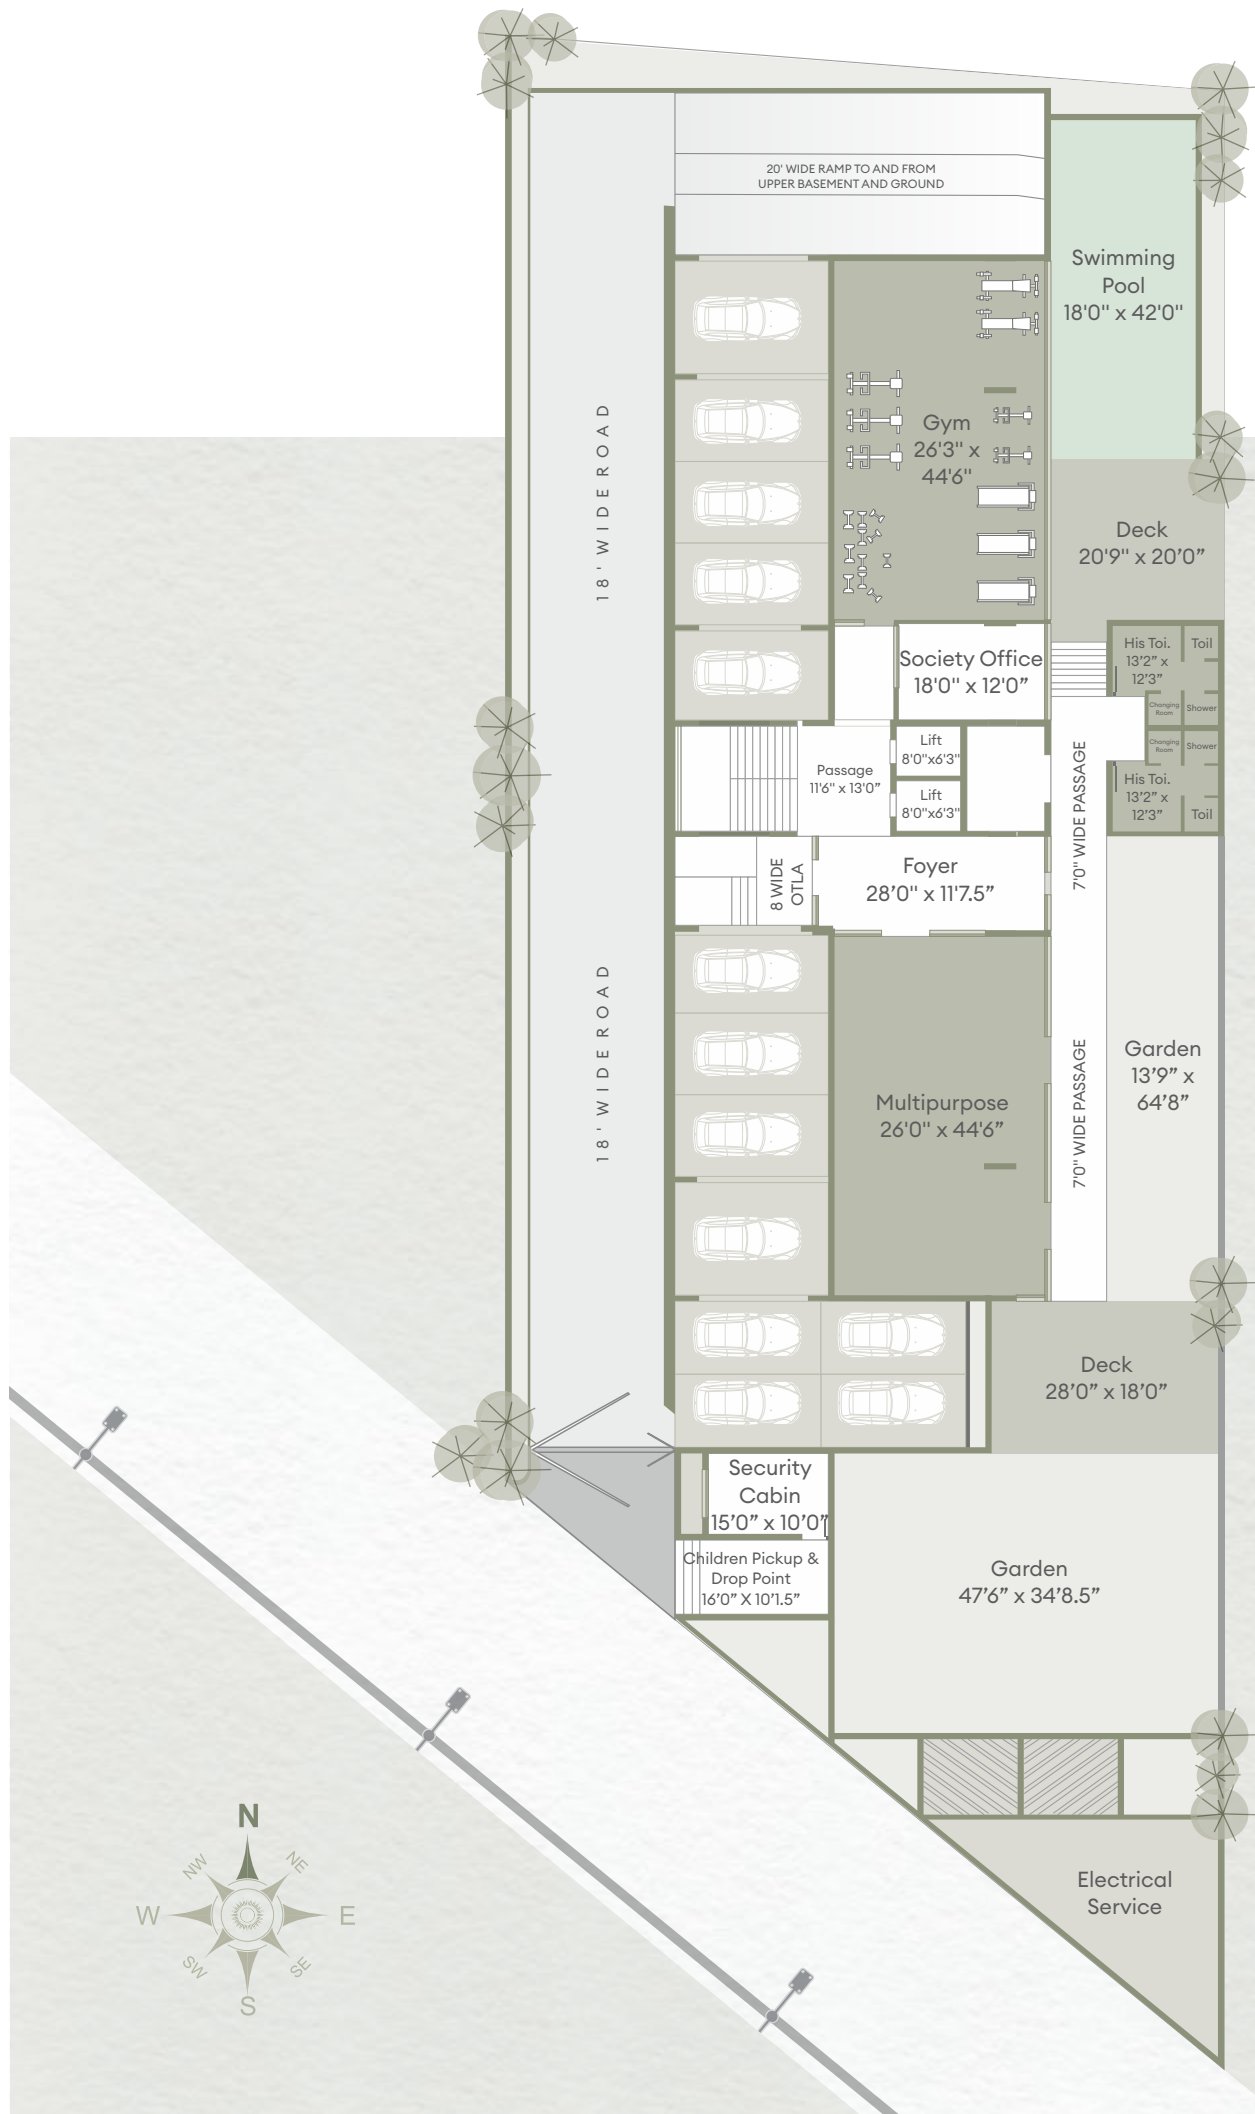 20' WIDE RAMP TO AND FROM
UPPER BASEMENT AND GROUND
Swimming
Pool
18'0" x 42'0"
18' WIDE ROAD
Gym
26'3" x
44'6"
Deck
20'9" x 20’0”
Society Office
18'0" x 12'0”
His Toi.
13’2” x
12’3”
Toil
Changing
Room
Shower
Changing
Room
Shower
His Toi.
13’2” x
12’3”
Toil
Lift
8'0"x6'3"
Passage
11'6" x 13'0”
Lift
8'0"x6'3"
7'0" WIDE PASSAGE
8 WIDE
OTLA
Foyer
28’0" x 11'7.5”
18' WIDE ROAD
Multipurpose
26'0" x 44'6”
7'0" WIDE PASSAGE
Garden
13’9” x
64’8”
Deck
28’0” x 18’0”
Security
Cabin
15’0” x 10’0”
Children Pickup &
Drop Point
16’0” X 10’1.5”
Garden
47’6” x 34’8.5”
Electrical
Service
N
NW
NE
W
E
SW
SE
S